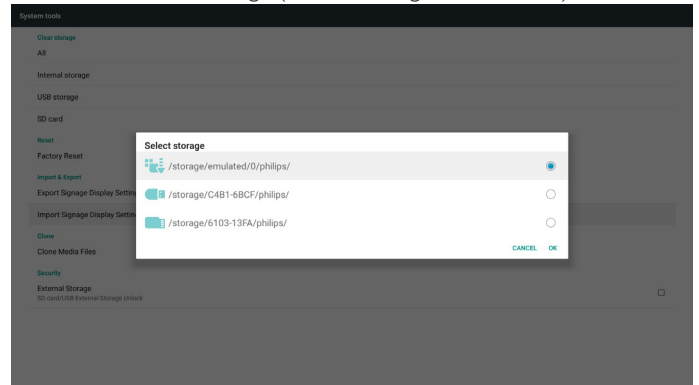 System tools
Clear storage
All
Internal storage
USB storage
SD card
Reset
Factory Reset
Import & Export
Export Signage Display Settin
Import Signage Display Settin
Clone
Clone Media Files
Security
External Storage
SD card/USB External Storage Unlock
Select storage
/storage/emulated/0/philips/
/storage/C4B1-6BCF/philips/
/storage/6103-13FA/philips/
CANCEL OK